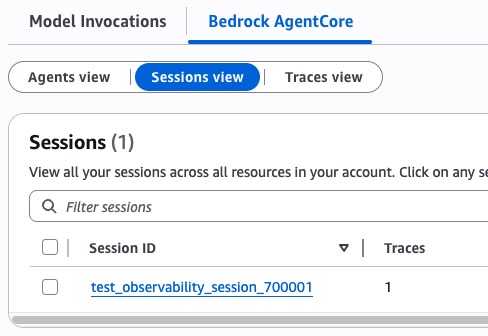 Model Invocations Bedrock AgentCore
Agents view Sessions view Traces view
Sessions (1)
View all your sessions across all resources in your account. Click on any
Filter sessions
Session ID Traces
test_observability_session_700001 1